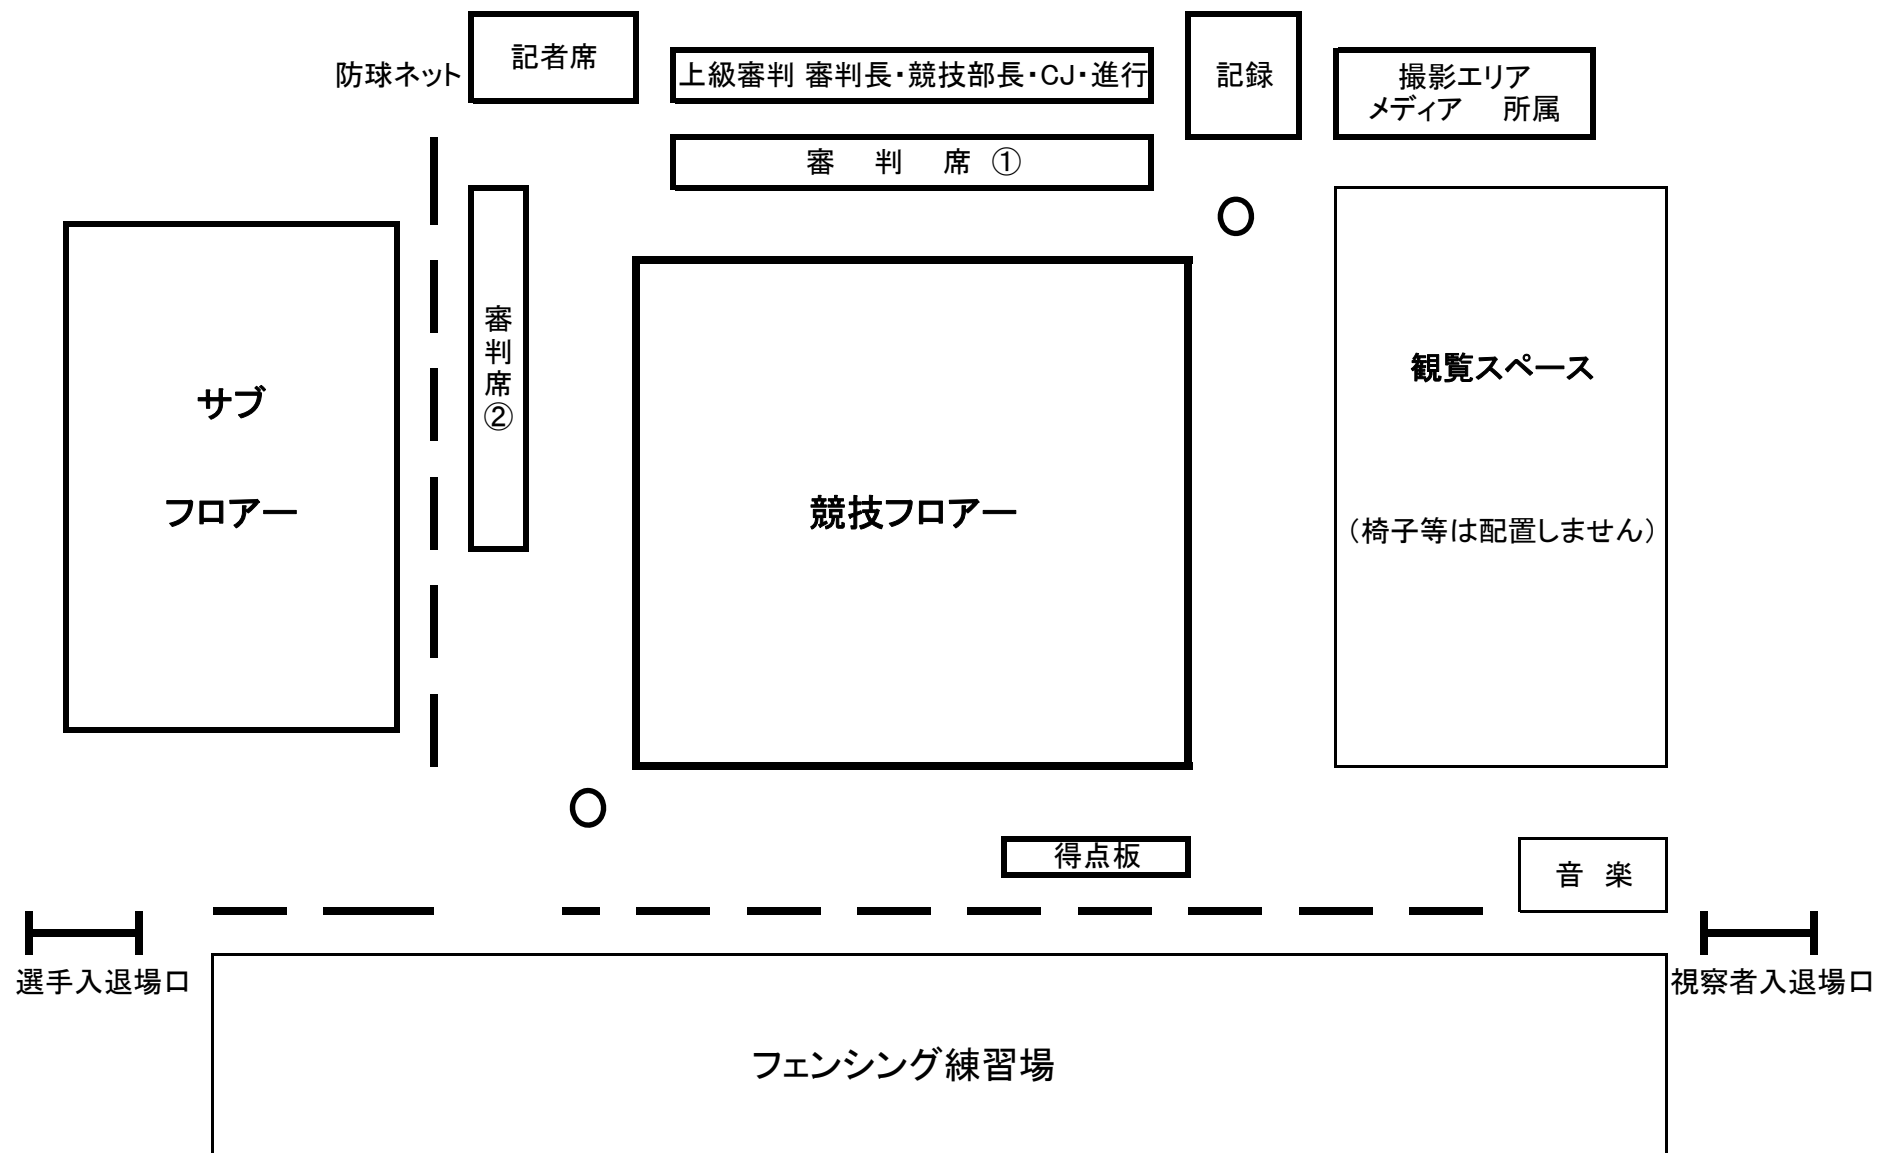 記者席
防球ネット
上級審判 審判長・競技部長・CJ・進行
記録
撮影エリア
メディア 所属
審 判 席 ①
審判席②
サブ
フロアー
競技フロアー
観覧スペース
（椅子等は配置しません）
得点板
音 楽
選手入退場口
視察者入退場口
フェンシング練習場